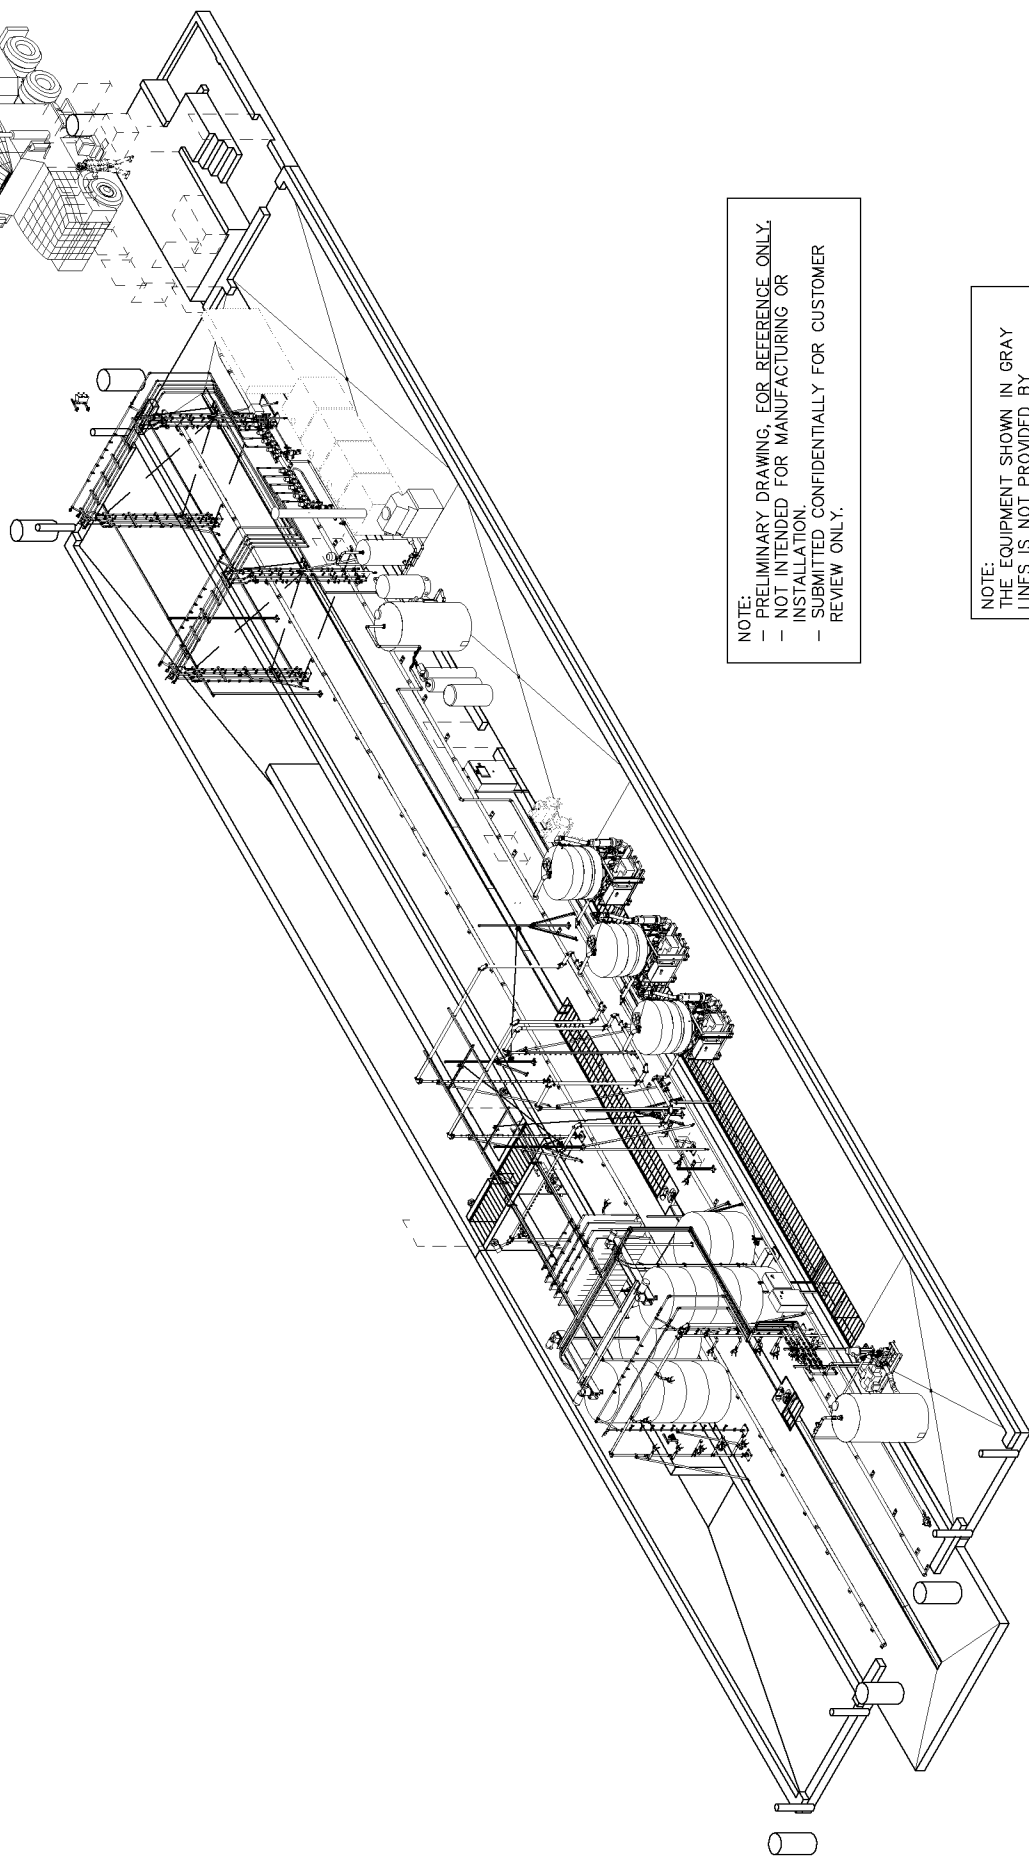 NOTE:
– PRELIMINARY DRAWING, FOR REFERENCE ONLY.
– NOT INTENDED FOR MANUFACTURING OR
INSTALLATION.
– SUBMITTED CONFIDENTIALLY FOR CUSTOMER
REVIEW ONLY.
NOTE:
THE EQUIPMENT SHOWN IN GRAY
LINES IS NOT PROVIDED BY